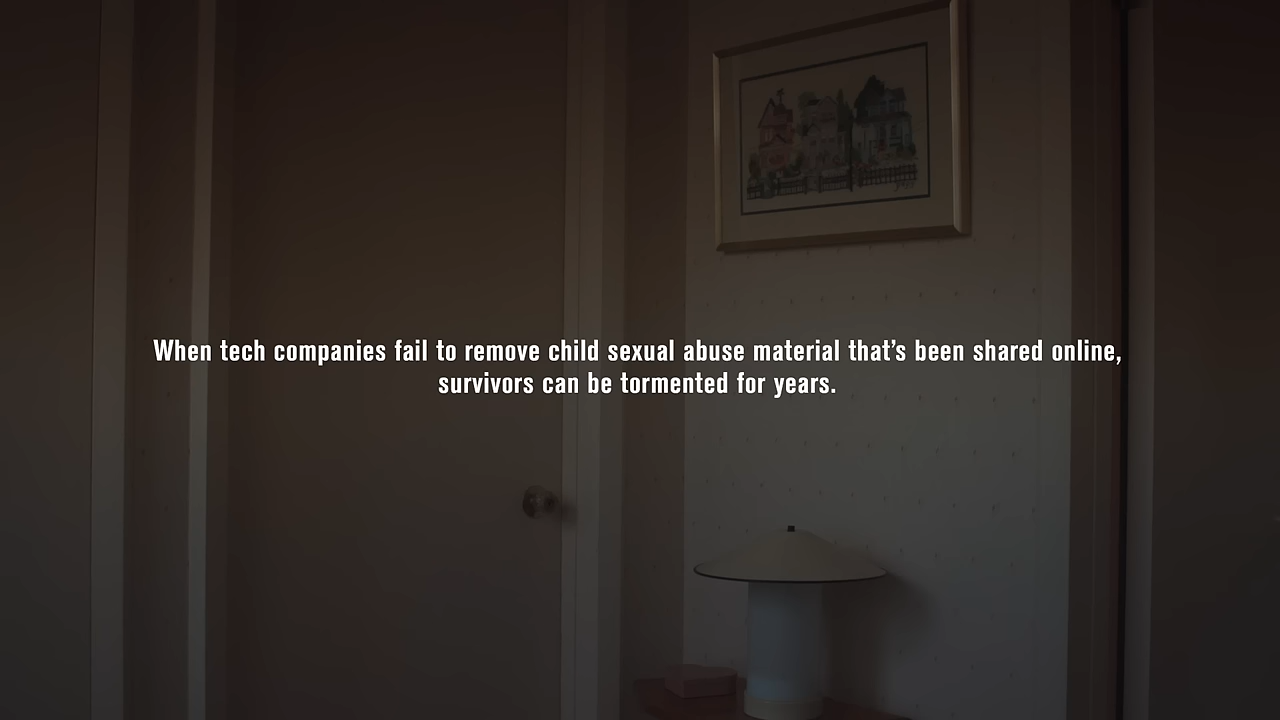 When tech companies fail to remove child sexual abuse material that’s been shared online,
survivors can be tormented for years.